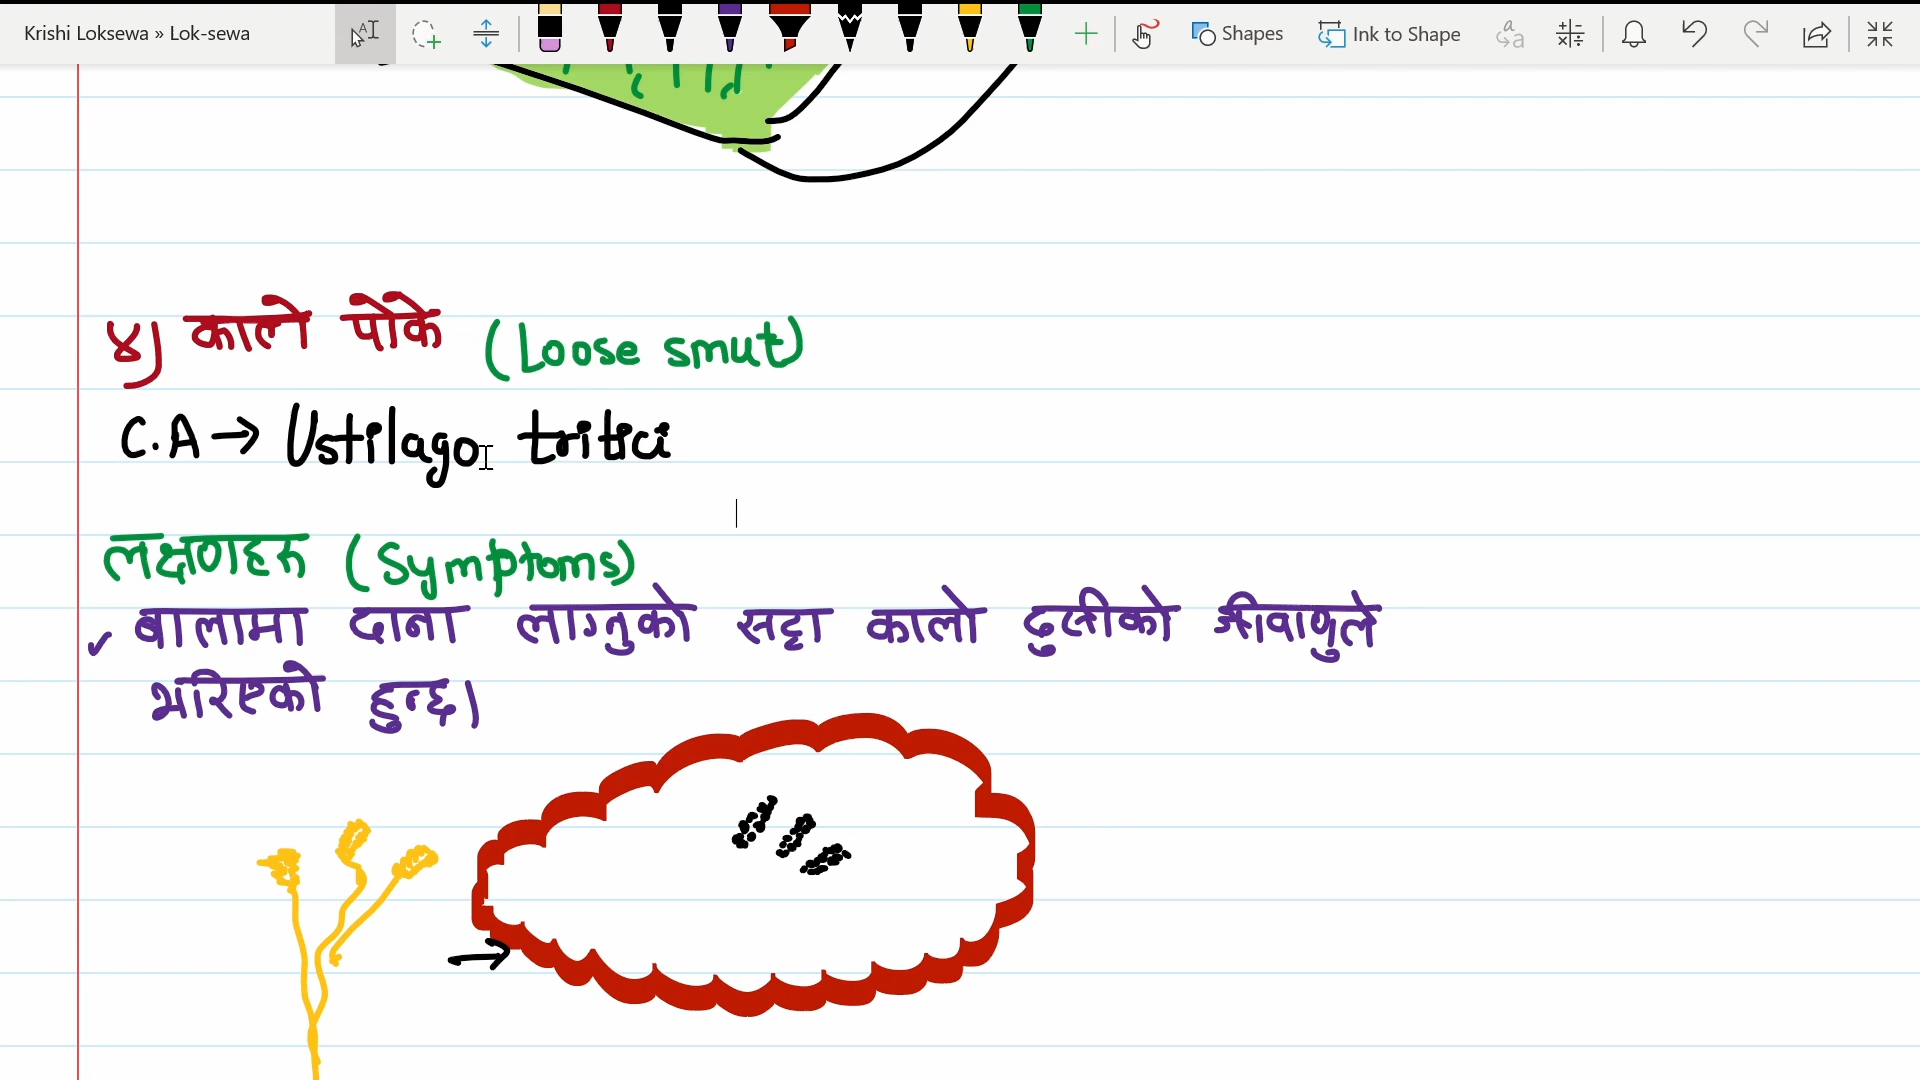 Krishi Loksewa » Lok-sewa Shapes Ink to Shape
४) कालो पोके (Loose smut)
C.A → Ustilago tritici
लक्षणहरू (Symptoms)
✓ बालामा दाना लाग्नुको सट्टा कालो ढुसीको जीवाणुले
भरिएको हुन्छ।